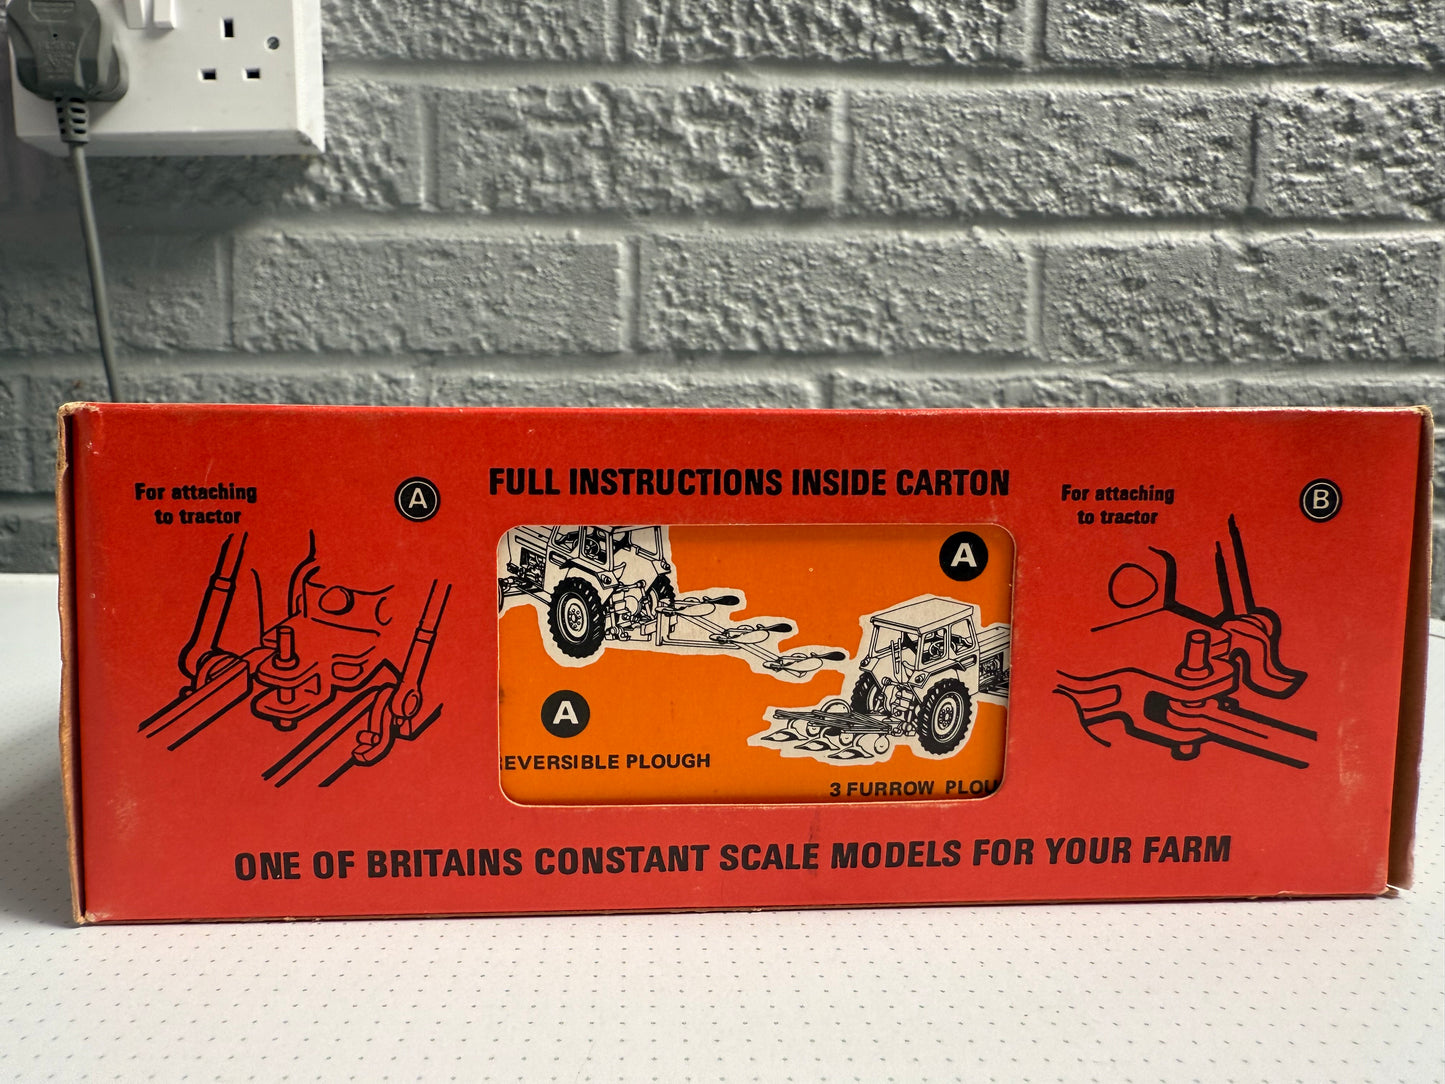 FULL INSTRUCTIONS INSIDE CARTON
For attaching
to tractor
A
A
A
EVERSIBLE PLOUGH
3 FURROW PLOU
For attaching
to tractor
B
ONE OF BRITAINS CONSTANT SCALE MODELS FOR YOUR FARM